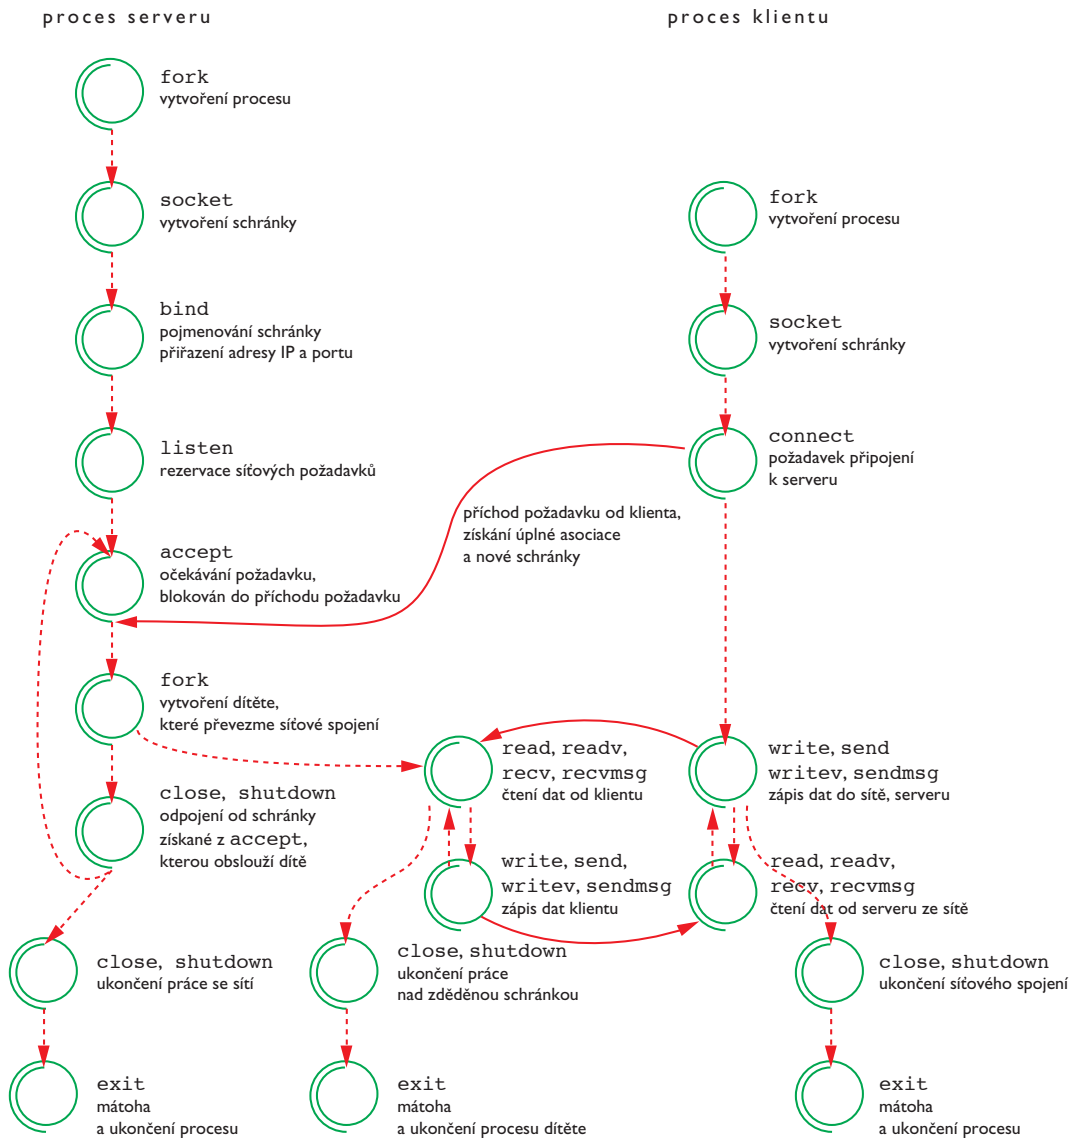 proces serveru
proces klientu
fork
vytvoření procesu
socket
vytvoření schránky
bind
pojmenování schránky
přiřazení adresy IP a portu
listen
rezervace síťových požadavků
accept
očekávání požadavku,
blokován do příchodu požadavku
fork
vytvoření dítěte,
které převezme síťové spojení
close, shutdown
odpojení od schránky
získané z accept,
kterou obslouží dítě
close, shutdown
ukončení práce se sítí
exit
mátoha
a ukončení procesu
příchod požadavku od klienta,
získání úplné asociace
a nové schránky
read, readv,
recv, recvmsg
čtení dat od klientu
write, send,
writev, sendmsg
zápis dat klientu
close, shutdown
ukončení práce
nad zděděnou schránkou
exit
mátoha
a ukončení procesu dítěte
fork
vytvoření procesu
socket
vytvoření schránky
connect
požadavek připojení
k serveru
write, send
writev, sendmsg
zápis dat do sítě, serveru
read, readv,
recv, recvmsg
čtení dat od serveru ze sítě
close, shutdown
ukončení síťového spojení
exit
mátoha
a ukončení procesu